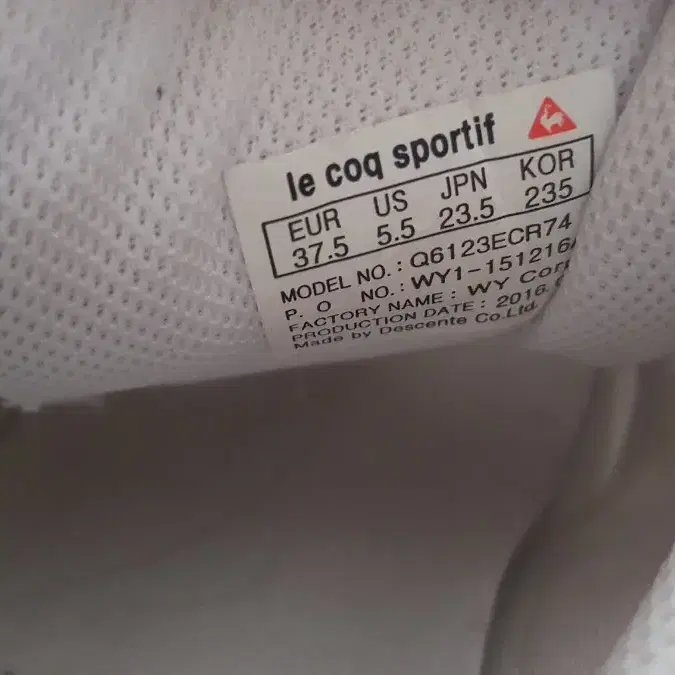 le coq sportif
EUR US JPN KOR
37.5 5.5 23.5 235
MODEL NO.: Q6123ECR74
P. O NO.: WY1-151216
FACTORY NAME: WY
PRODUCTION DATE: 2016.
Made by Descente Co.Ltd.